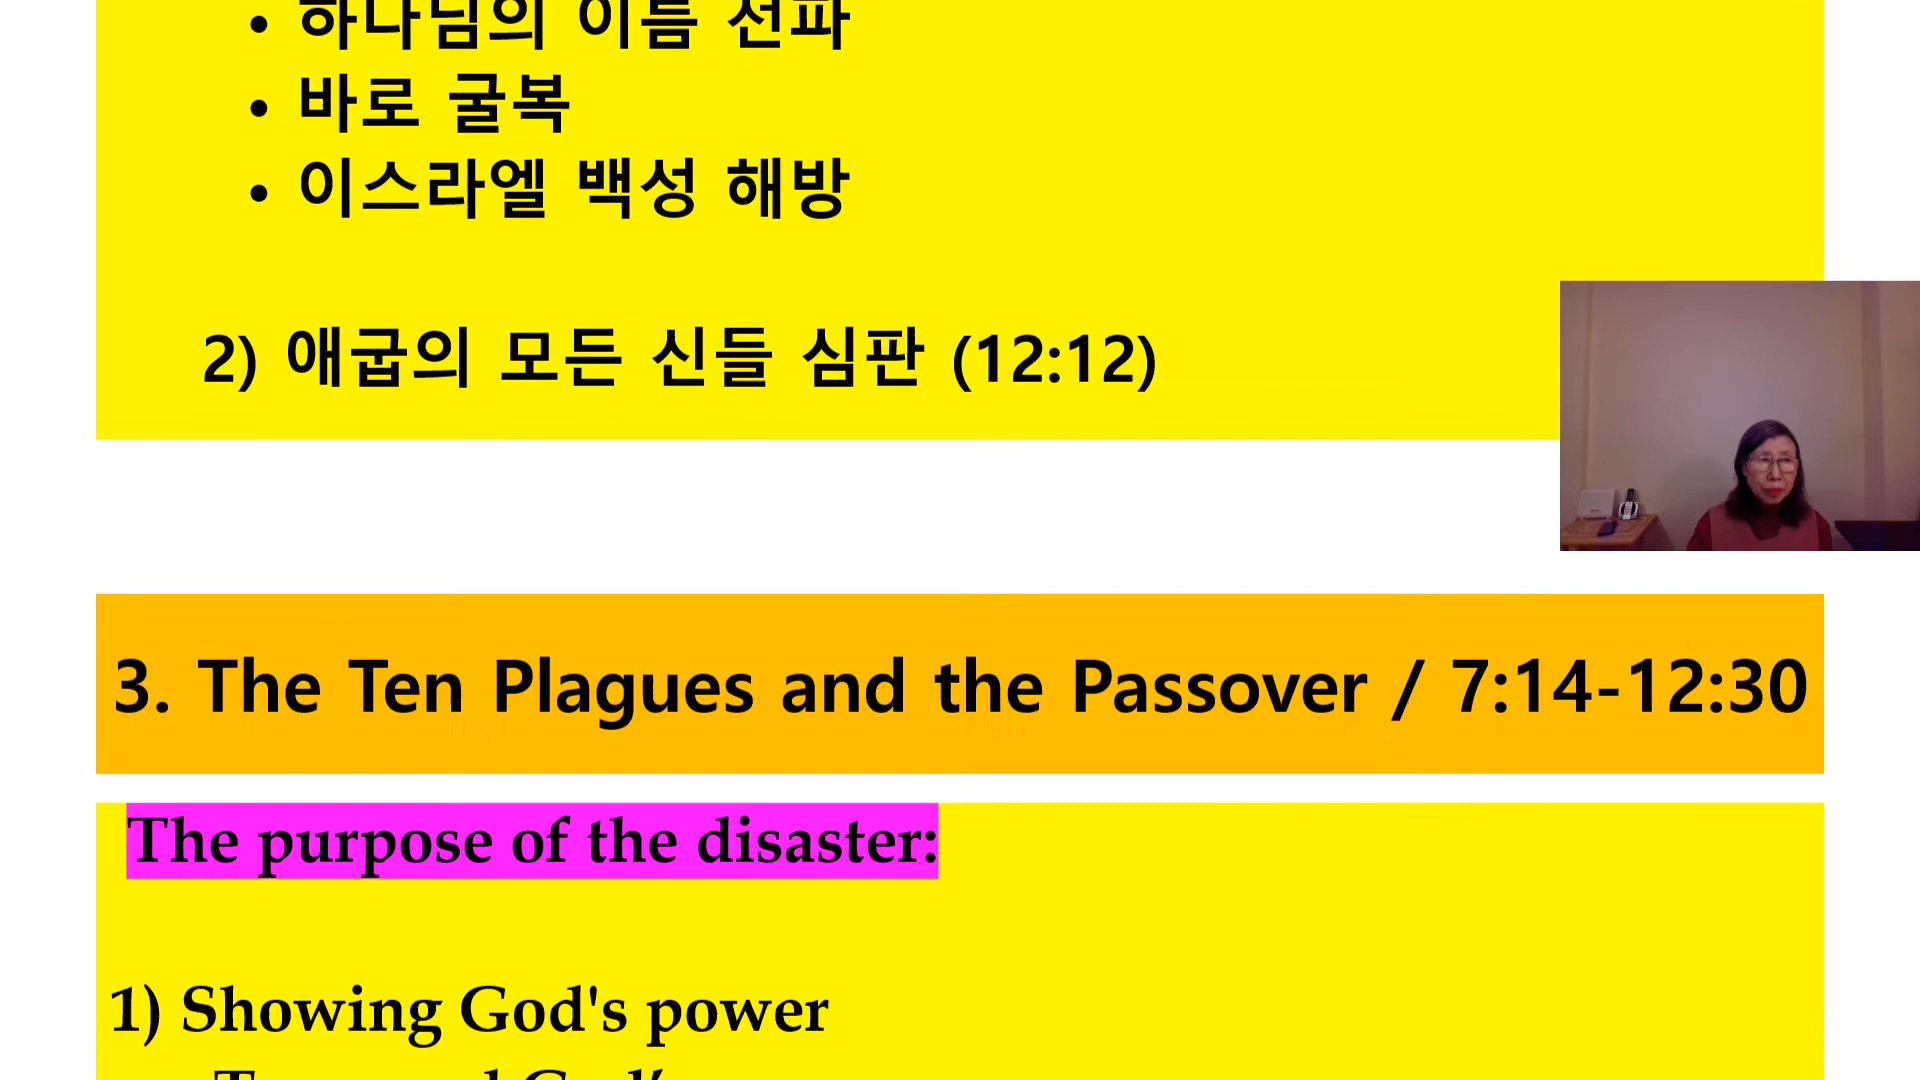 • 하나님의 이름 선파
• 바로 굴복
• 이스라엘 백성 해방
2) 애굽의 모든 신들 심판 (12:12)
3. The Ten Plagues and the Passover / 7:14-12:30
The purpose of the disaster:
1) Showing God's power